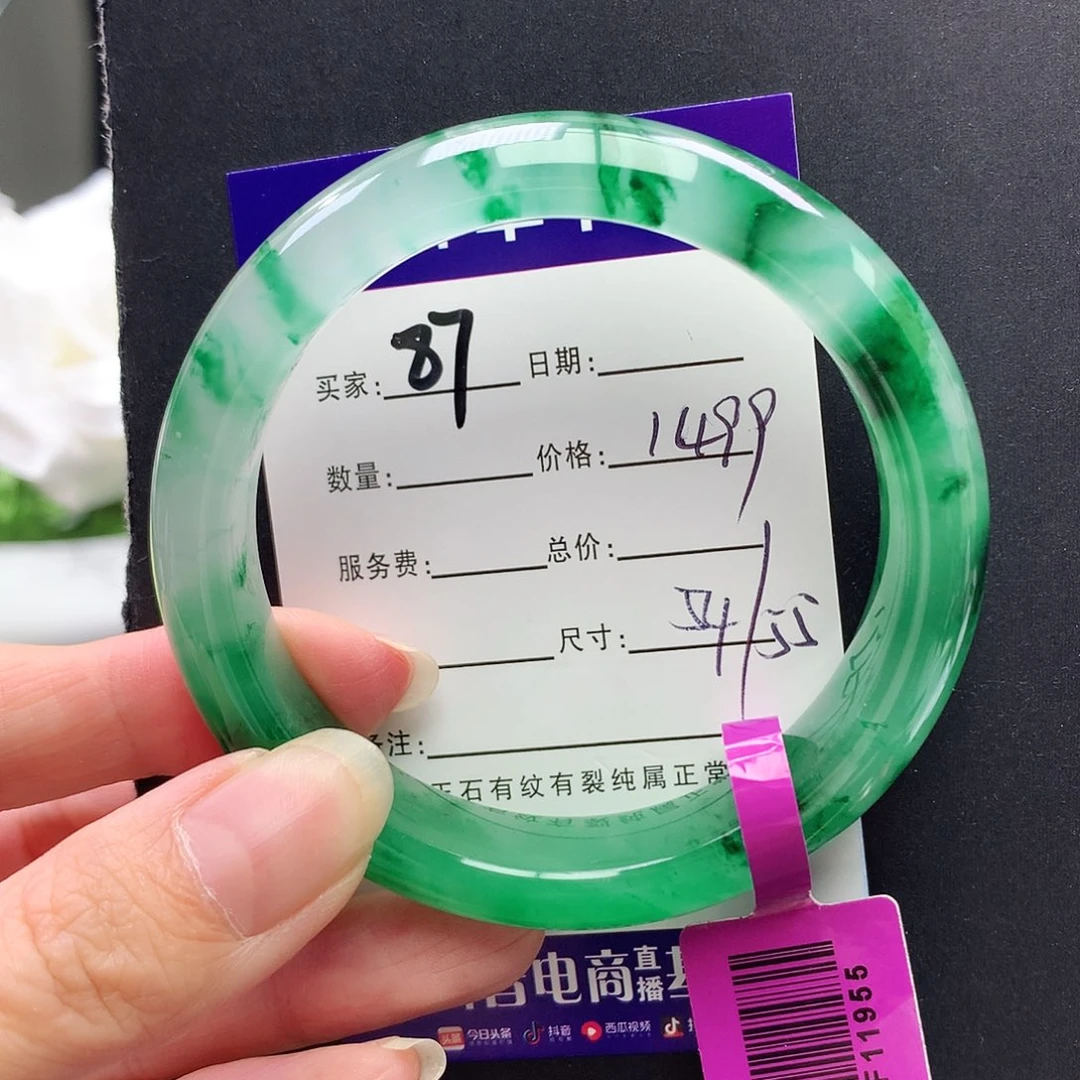 买家: 87 日期:
数量: 价格: 1499
服务费: 总价:
尺寸: 54/55
备注:
玉石有纹有裂纯属正常
电商直播
今日头条 抖音 西瓜视频
F11955